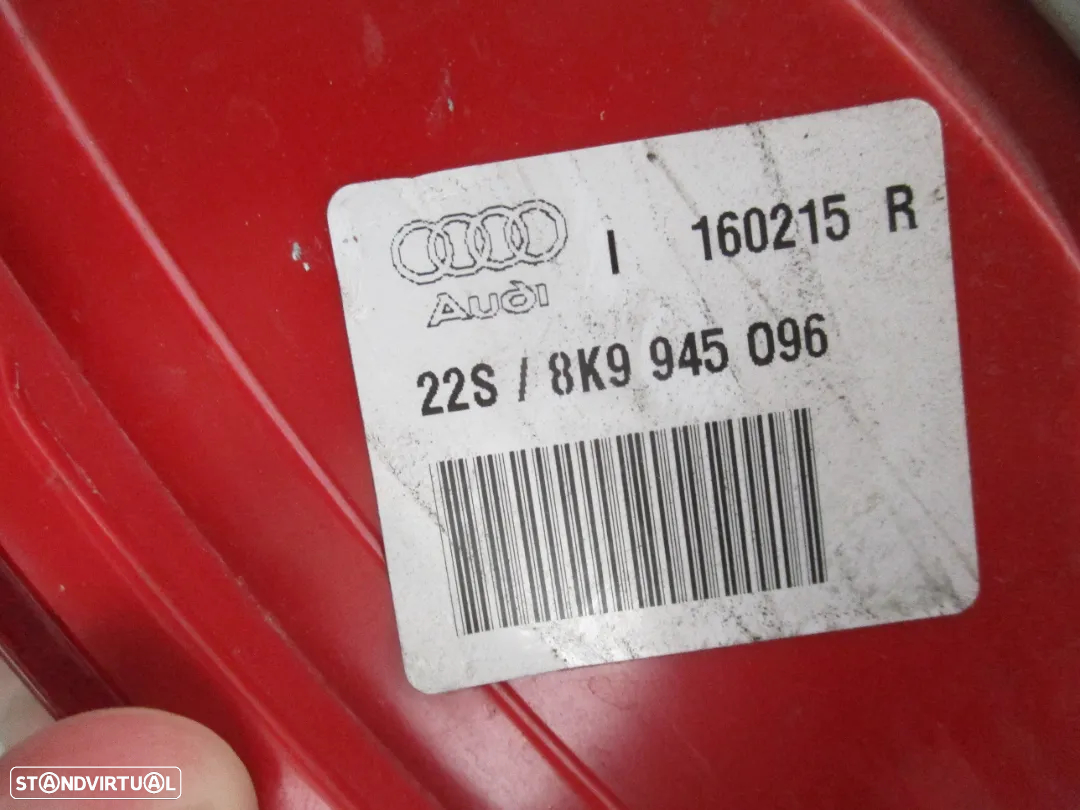 I 160215 R
Audi
22S / 8K9 945 096
STANDVIRTUAL